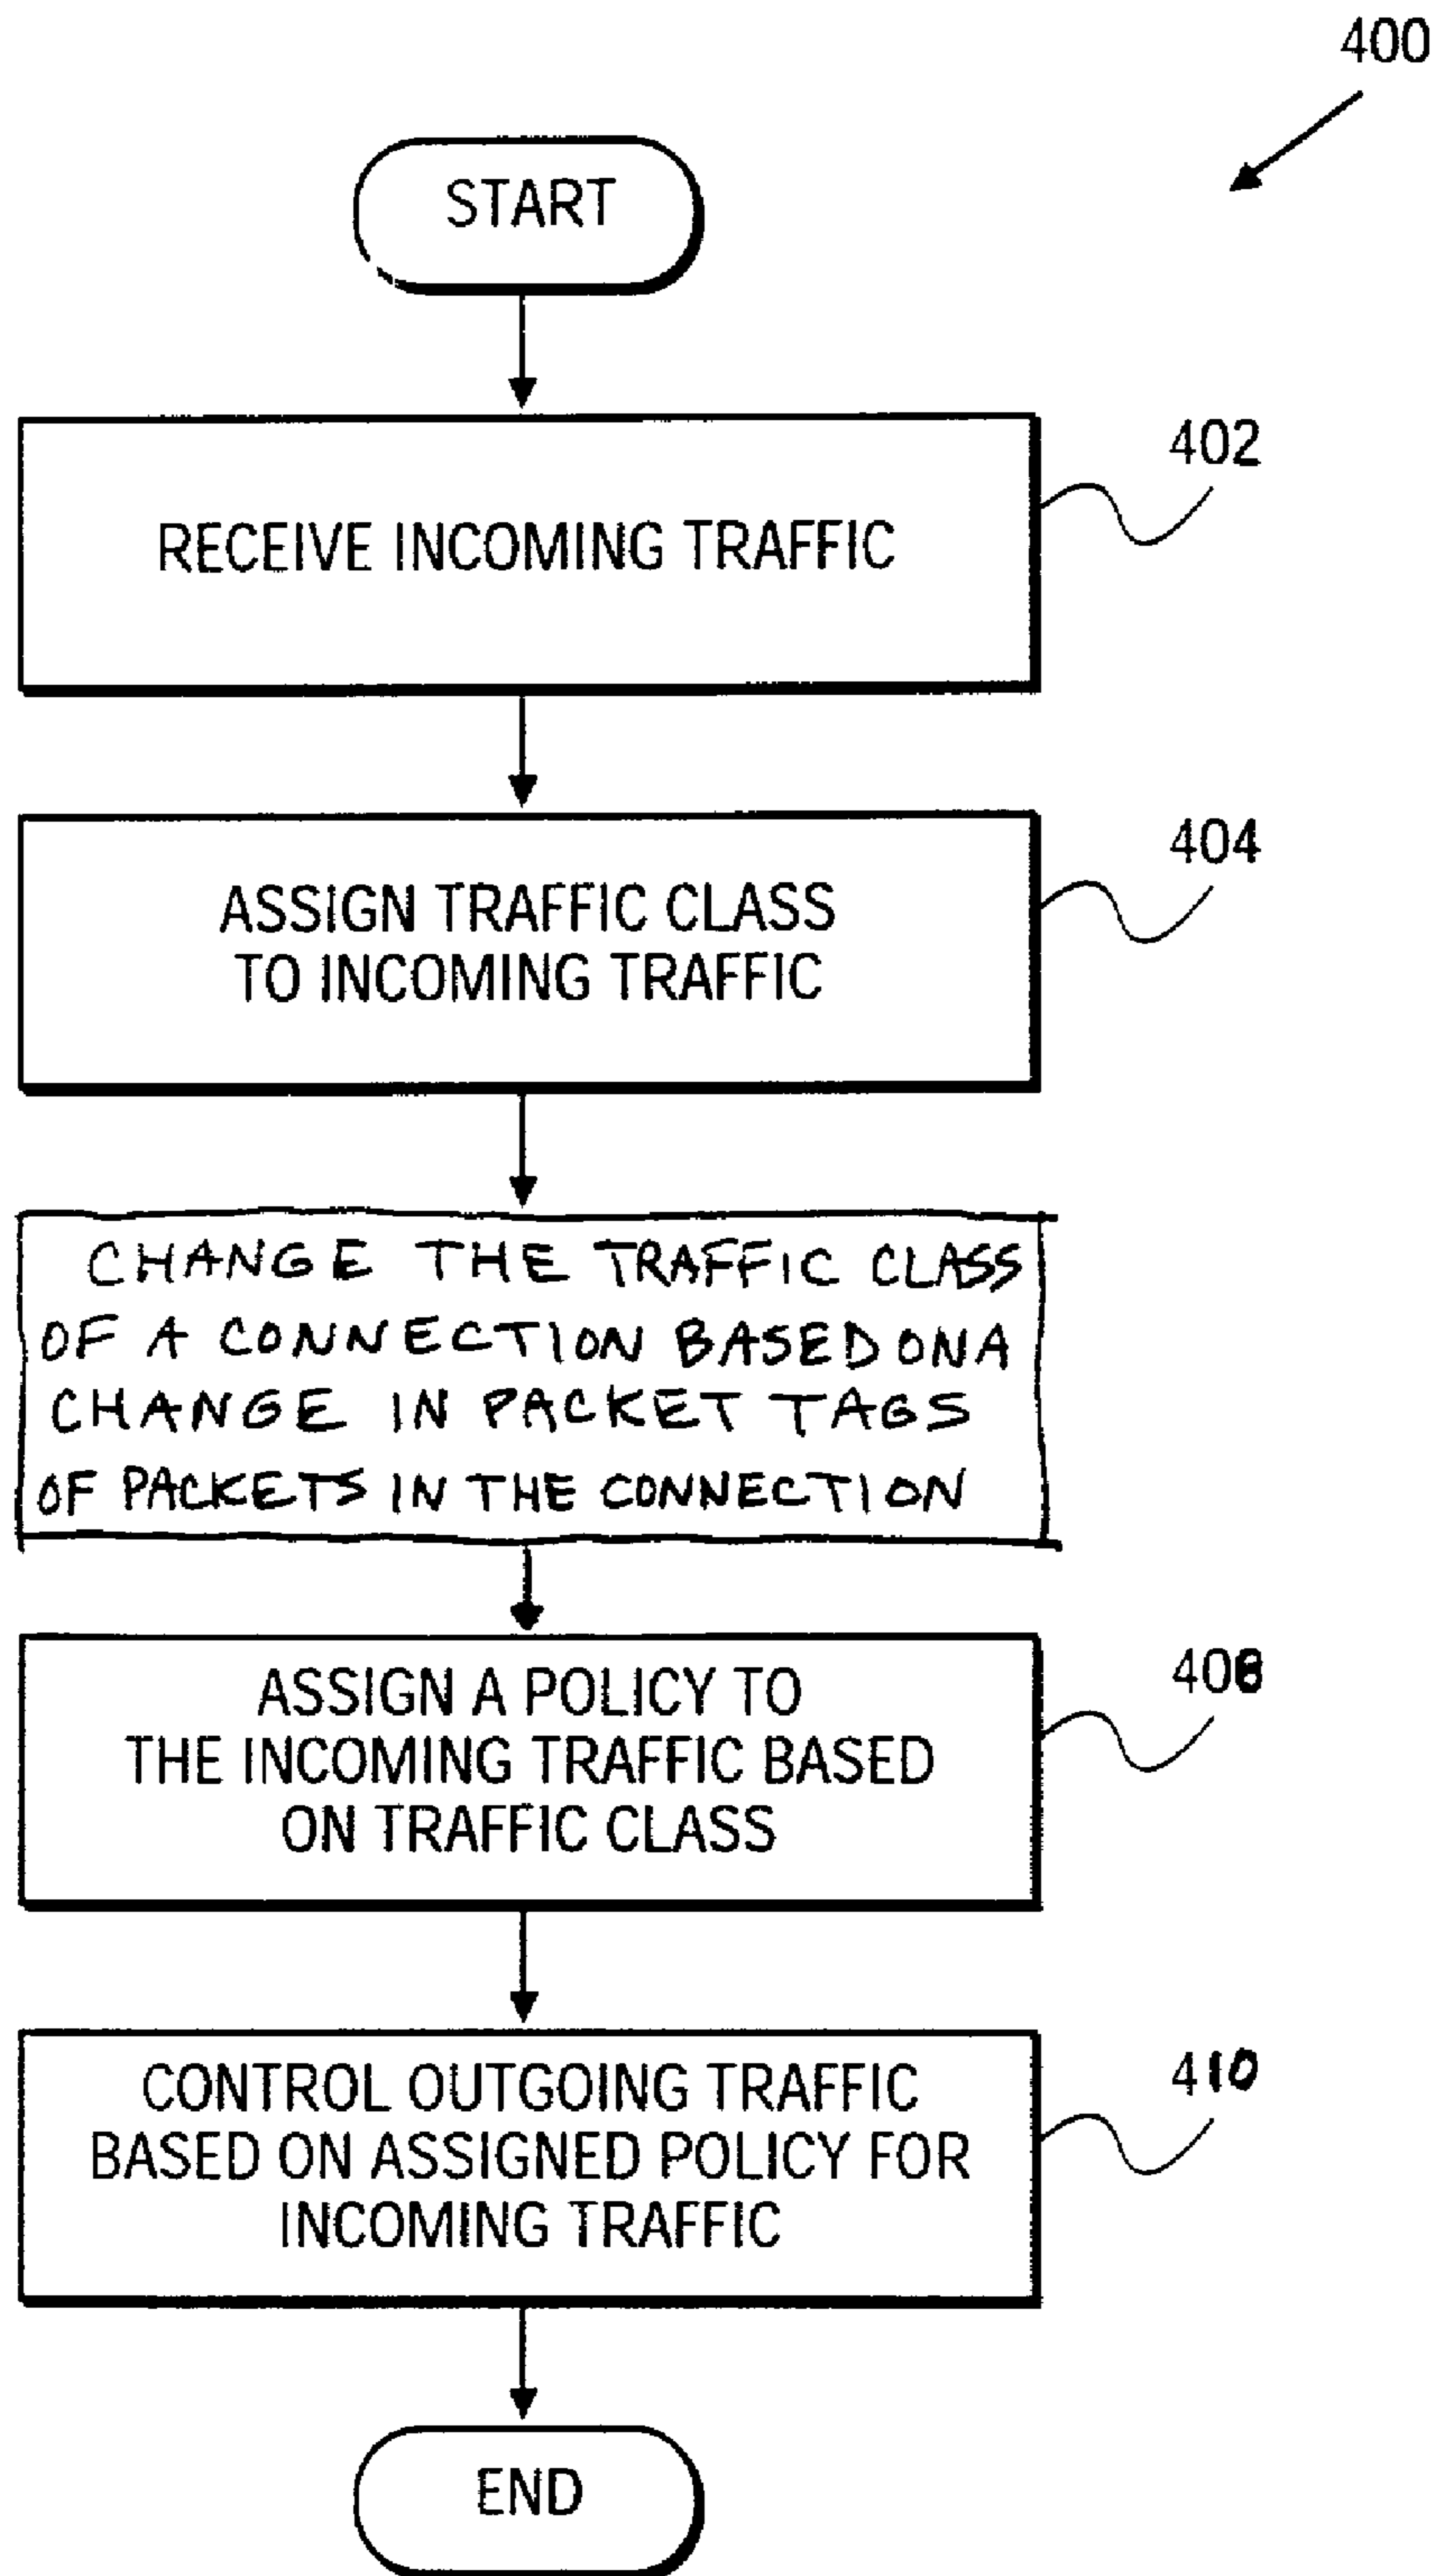 400
START
402
RECEIVE INCOMING TRAFFIC
404
ASSIGN TRAFFIC CLASS
TO INCOMING TRAFFIC
CHANGE THE TRAFFIC CLASS
OF A CONNECTION BASED ON A
CHANGE IN PACKET TAGS
OF PACKETS IN THE CONNECTION
408
ASSIGN A POLICY TO
THE INCOMING TRAFFIC BASED
ON TRAFFIC CLASS
410
CONTROL OUTGOING TRAFFIC
BASED ON ASSIGNED POLICY FOR
INCOMING TRAFFIC
END